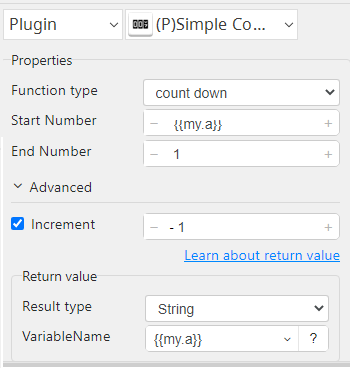 Plugin (P)Simple Co...
Properties
Function type count down
Start Number − {{my.a}} +
End Number − 1 +
Advanced
Increment − - 1 +
Learn about return value
Return value
Result type String
VariableName {{my.a}} ?